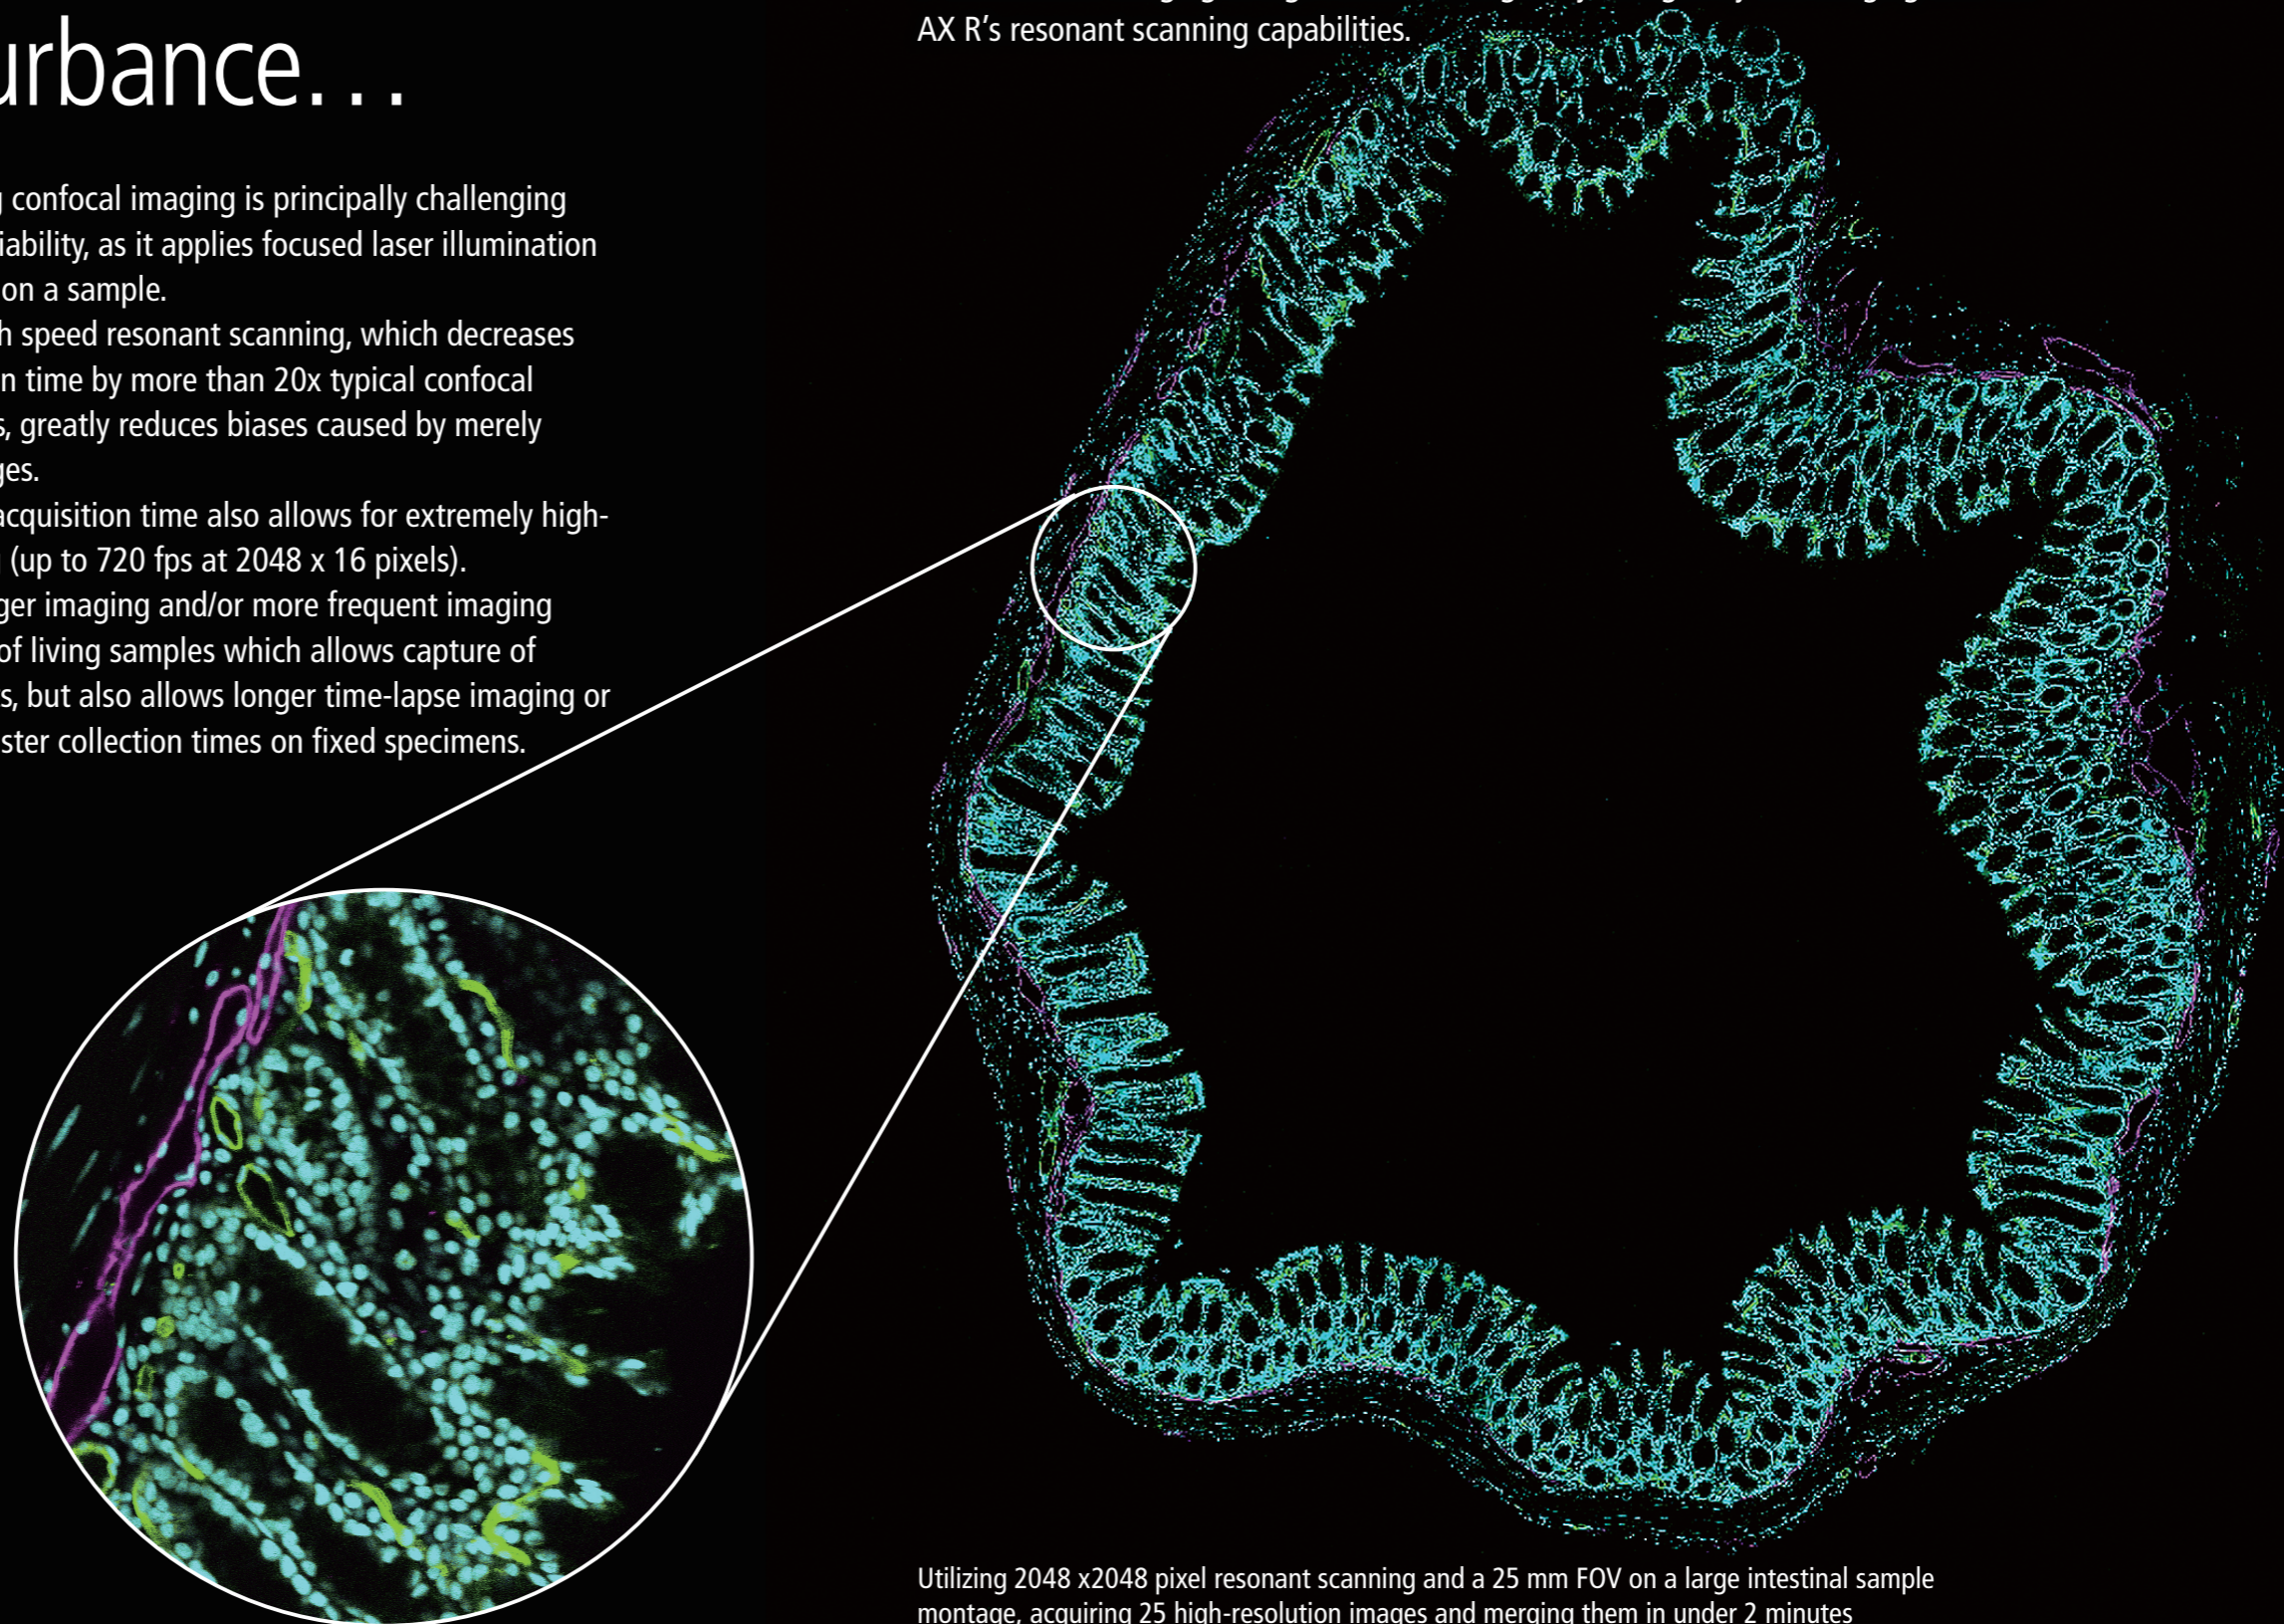 urbance…
confocal imaging is principally challenging
iability, as it applies focused laser illumination
on a sample.
h speed resonant scanning, which decreases
n time by more than 20x typical confocal
s, greatly reduces biases caused by merely
ges.
acquisition time also allows for extremely high-
(up to 720 fps at 2048 x 16 pixels).
ger imaging and/or more frequent imaging
of living samples which allows capture of
s, but also allows longer time-lapse imaging or
ster collection times on fixed specimens.
AX R's resonant scanning capabilities.
Utilizing 2048 x2048 pixel resonant scanning and a 25 mm FOV on a large intestinal sample
montage, acquiring 25 high-resolution images and merging them in under 2 minutes